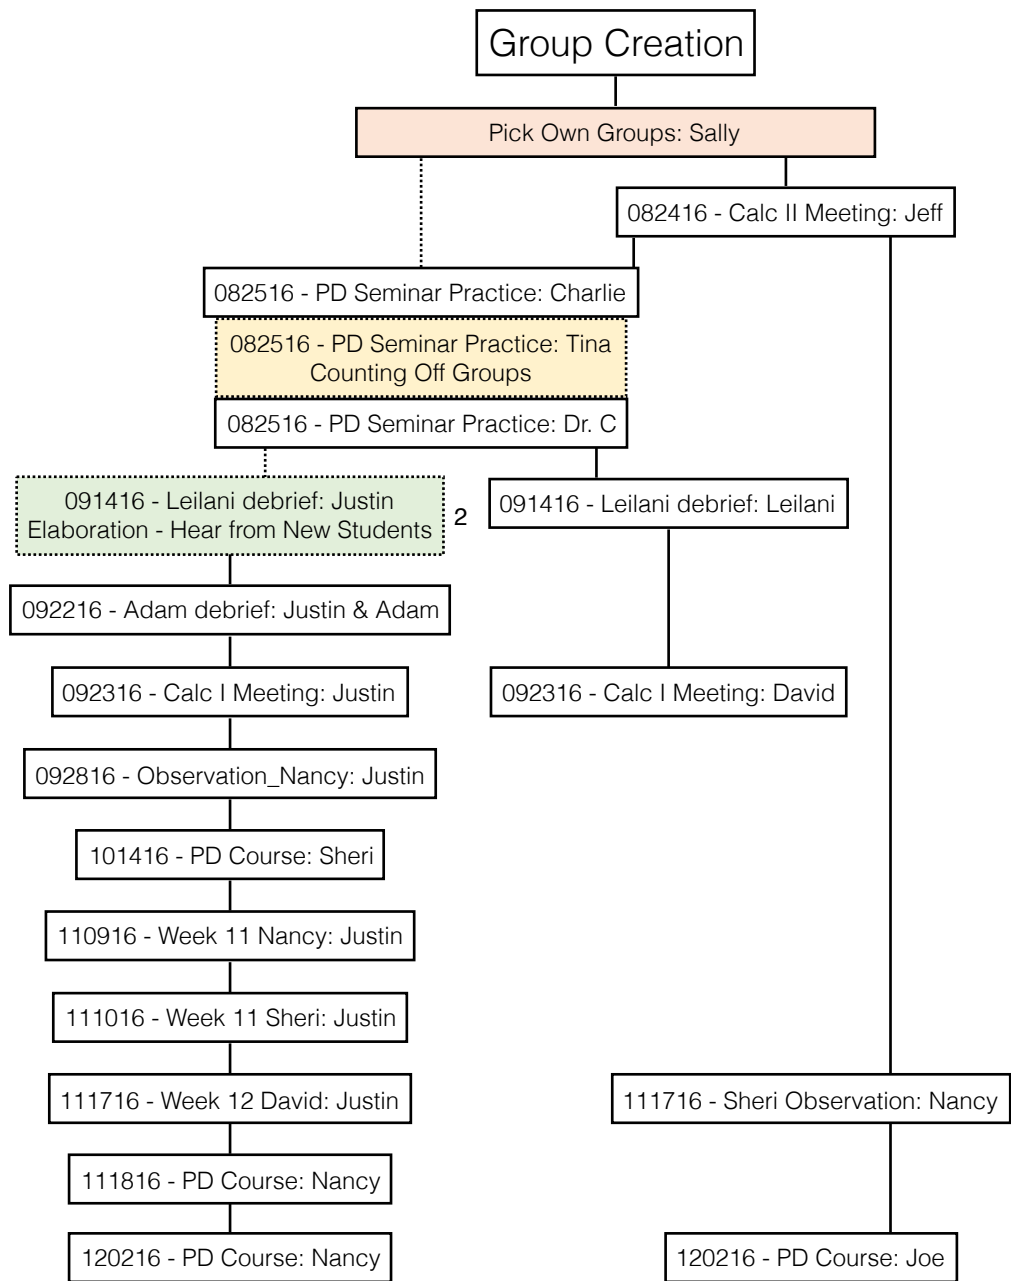 Group Creation
Pick Own Groups: Sally
082416 - Calc II Meeting: Jeff
082516 - PD Seminar Practice: Charlie
082516 - PD Seminar Practice: Tina
Counting Off Groups
082516 - PD Seminar Practice: Dr. C
091416 - Leilani debrief: Justin
Elaboration - Hear from New Students
2
091416 - Leilani debrief: Leilani
092216 - Adam debrief: Justin & Adam
092316 - Calc I Meeting: Justin
092316 - Calc I Meeting: David
092816 - Observation_Nancy: Justin
101416 - PD Course: Sheri
110916 - Week 11 Nancy: Justin
111016 - Week 11 Sheri: Justin
111716 - Week 12 David: Justin
111716 - Sheri Observation: Nancy
111816 - PD Course: Nancy
120216 - PD Course: Nancy
120216 - PD Course: Joe